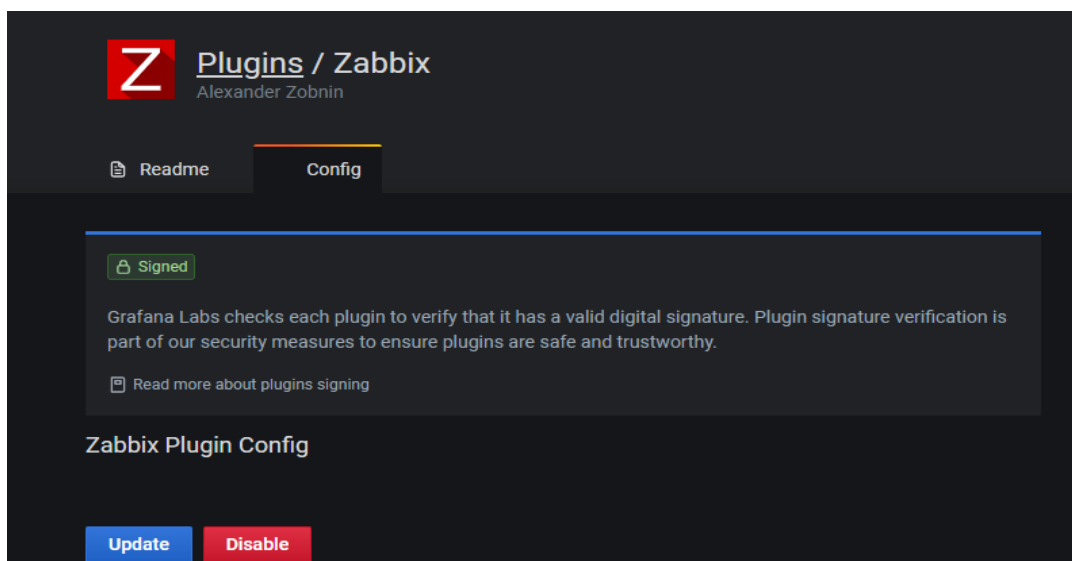 Z
Plugins / Zabbix
Alexander Zobnin
Readme
Config
Signed
Grafana Labs checks each plugin to verify that it has a valid digital signature. Plugin signature verification is
part of our security measures to ensure plugins are safe and trustworthy.
Read more about plugins signing
Zabbix Plugin Config
Update
Disable